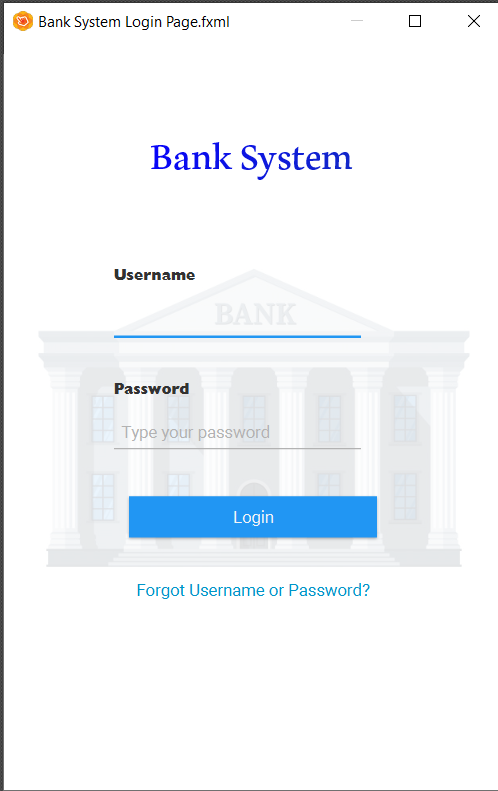 Bank System Login Page.fxml
Bank System
Username
BANK
Password
Type your password
Login
Forgot Username or Password?